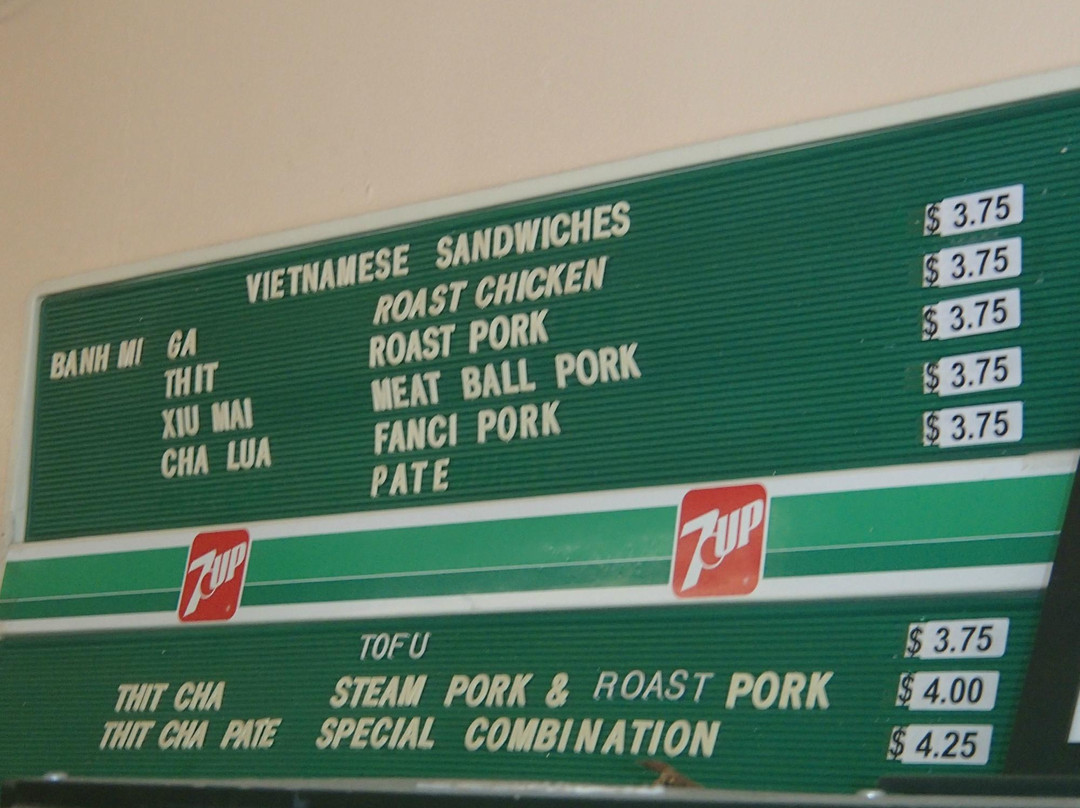 VIETNAMESE SANDWICHES
BANH MI GA ROAST CHICKEN $ 3.75
THIT ROAST PORK $ 3.75
XIU MAI MEAT BALL PORK $ 3.75
CHA LUA FANCI PORK $ 3.75
PATE $ 3.75
7UP 7UP
TOFU $ 3.75
THIT CHA STEAM PORK & ROAST PORK $ 4.00
THIT CHA PATE SPECIAL COMBINATION $ 4.25